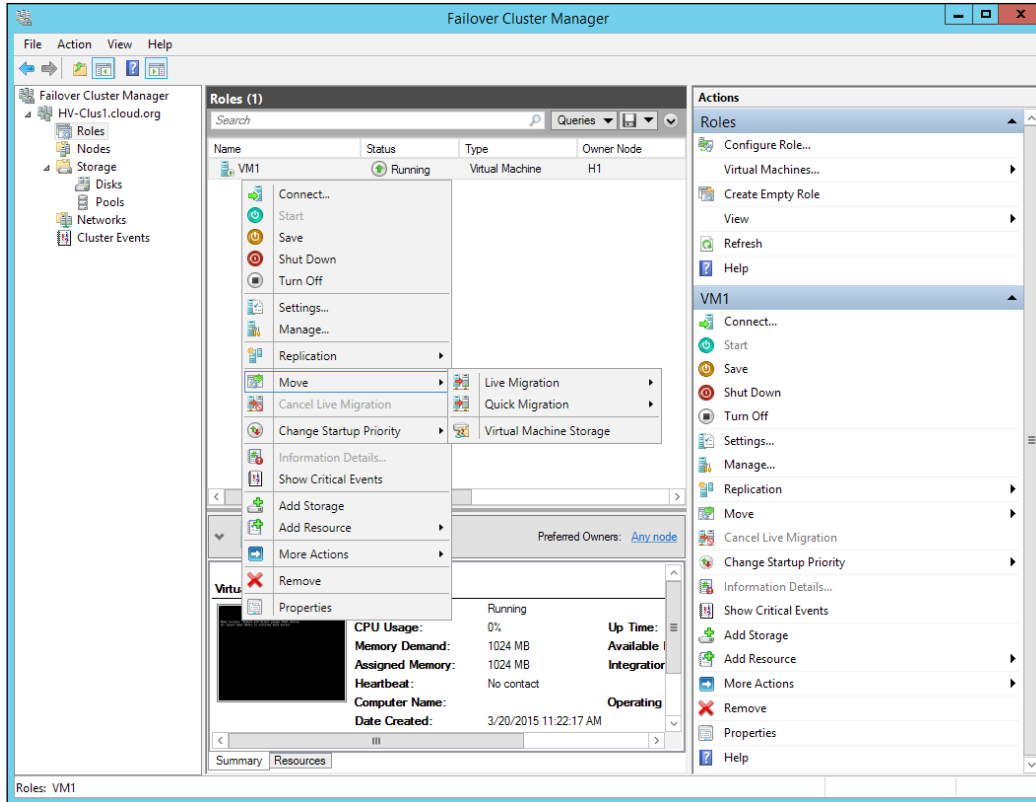 Failover Cluster Manager
File Action View Help
Failover Cluster Manager
HV-Clus1.cloud.org
Roles
Nodes
Storage
Disks
Pools
Networks
Cluster Events
Roles (1)
Search
Queries
Name Status Type Owner Node
VM1 Running Virtual Machine H1
Connect...
Start
Save
Shut Down
Turn Off
Settings...
Manage...
Replication
Move
Cancel Live Migration
Change Startup Priority
Information Details...
Show Critical Events
Add Storage
Add Resource
More Actions
Remove
Properties
Live Migration
Quick Migration
Virtual Machine Storage
Preferred Owners: Any node
Virtu
Running
CPU Usage: 0% Up Time:
Memory Demand: 1024 MB Available
Assigned Memory: 1024 MB Integration
Heartbeat: No contact
Computer Name: Operating
Date Created: 3/20/2015 11:22:17 AM
Summary Resources
Actions
Roles
Configure Role...
Virtual Machines...
Create Empty Role
View
Refresh
Help
VM1
Connect...
Start
Save
Shut Down
Turn Off
Settings...
Manage...
Replication
Move
Cancel Live Migration
Change Startup Priority
Information Details...
Show Critical Events
Add Storage
Add Resource
More Actions
Remove
Properties
Help
Roles: VM1